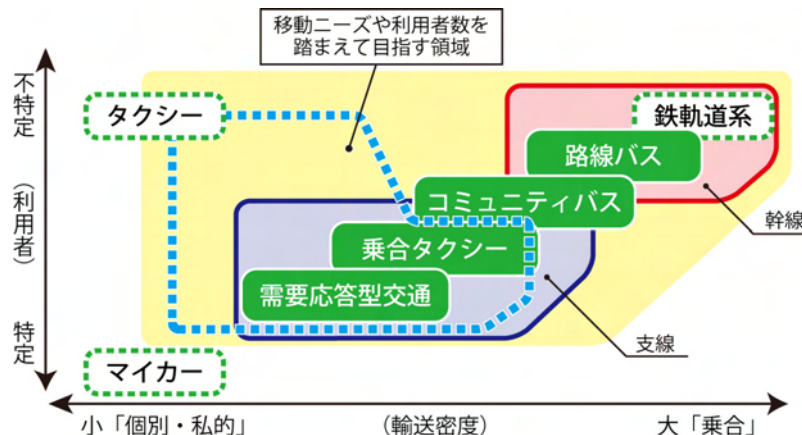 移動ニーズや利用者数を
踏まえて目指す領域
不特定
（利用者）
特定
タクシー
鉄軌道系
路線バス
コミュニティバス
幹線
乗合タクシー
需要応答型交通
支線
マイカー
小「個別・私的」
（輸送密度）
大「乗合」